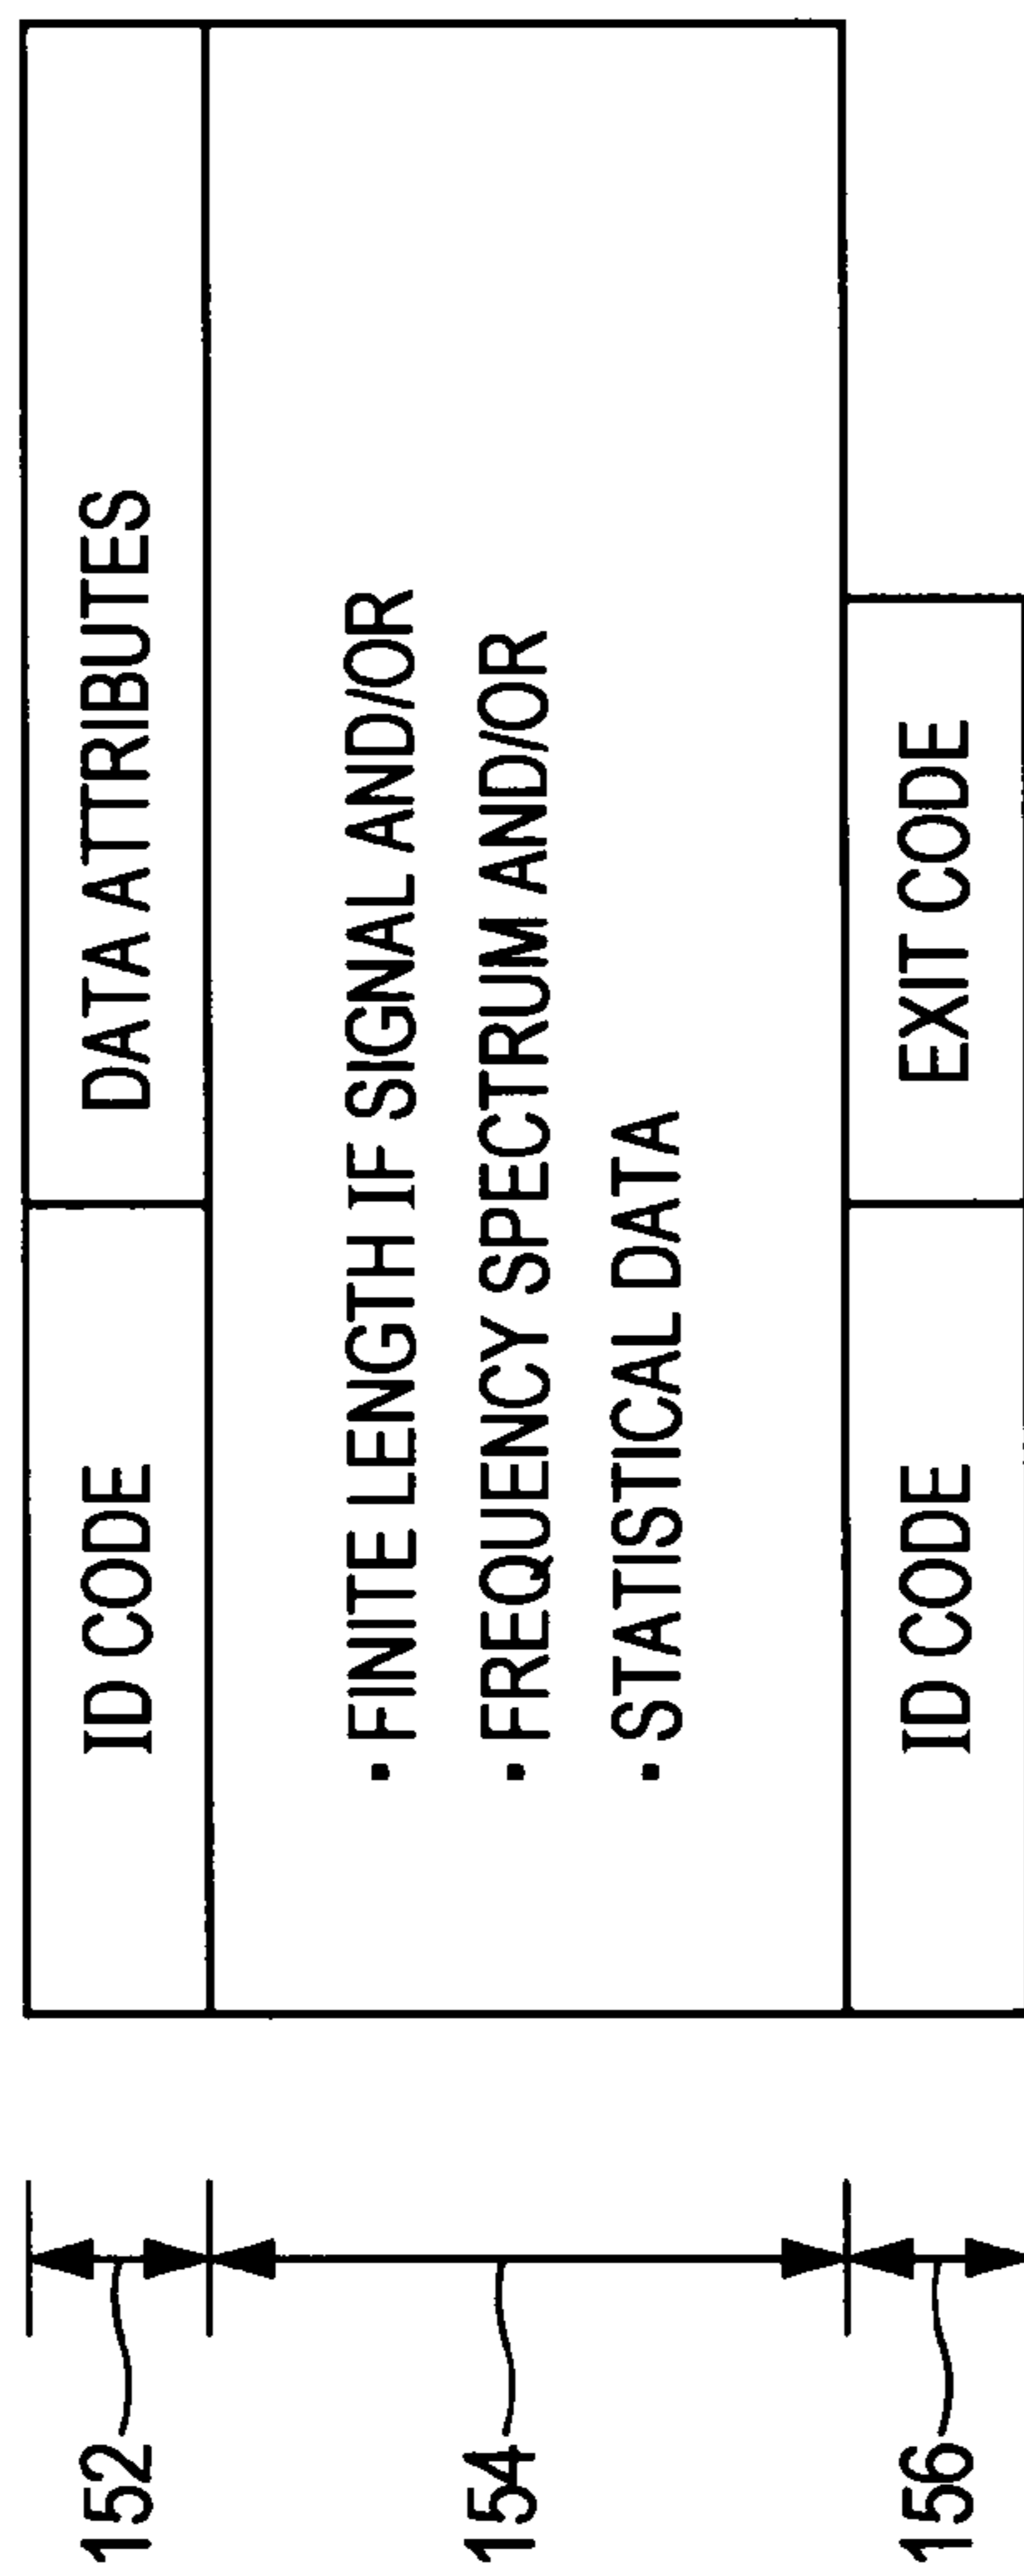 152
ID CODE
DATA ATTRIBUTES
154
· FINITE LENGTH IF SIGNAL AND/OR
· FREQUENCY SPECTRUM AND/OR
· STATISTICAL DATA
156
ID CODE
EXIT CODE